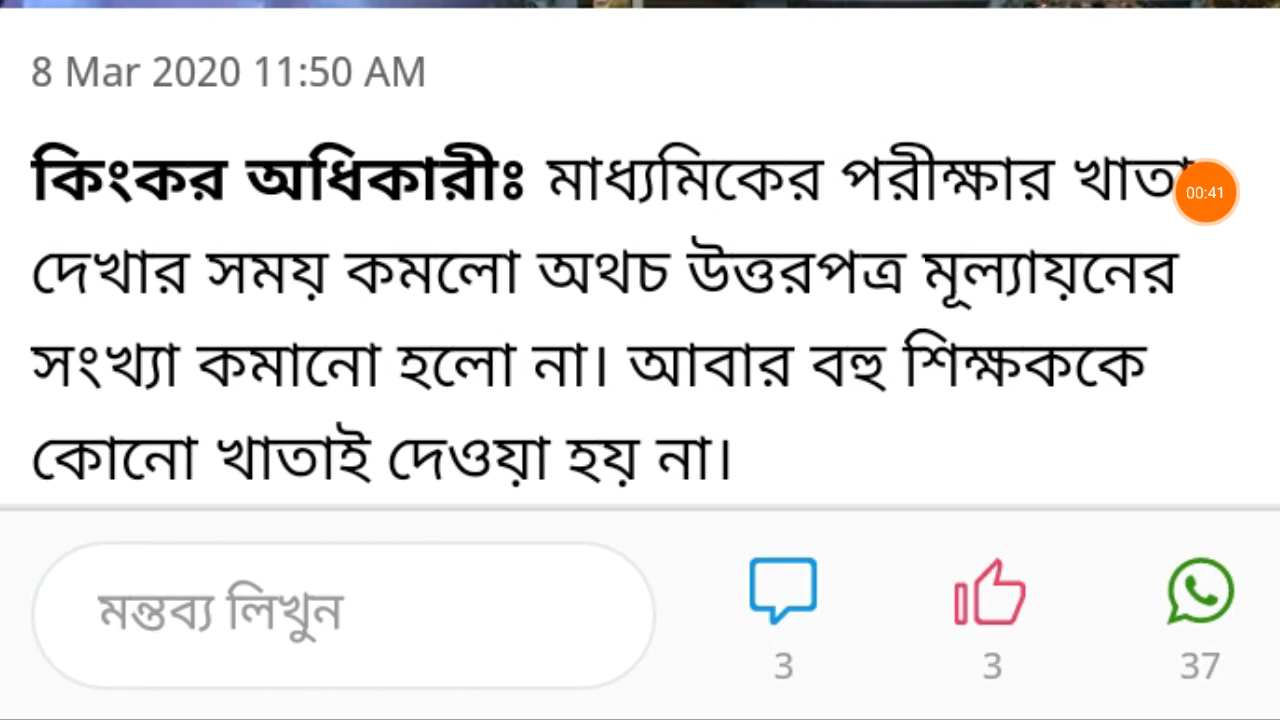 8 Mar 2020 11:50 AM
কিংকর অধিকারীঃ মাধ্যমিকের পরীক্ষার খাতা
দেখার সময় কমলো অথচ উত্তরপত্র মূল্যায়নের
সংখ্যা কমানো হলো না। আবার বহু শিক্ষককে
কোনো খাতাই দেওয়া হয় না।
মন্তব্য লিখুন
3 3 37
00:41